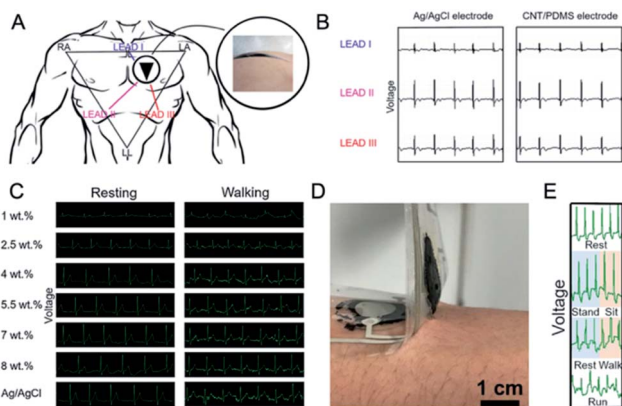 A
RA
LEAD I
LA
LEAD II
LEAD III
LL
B
Ag/AgCl electrode
CNT/PDMS electrode
LEAD I
LEAD II
LEAD III
Voltage
C
Resting
Walking
1 wt.%
2.5 wt.%
4 wt.%
5.5 wt.%
7 wt.%
8 wt.%
Ag/AgCl
Voltage
D
1 cm
E
Voltage
Rest
Stand Sit
Rest Walk
Run